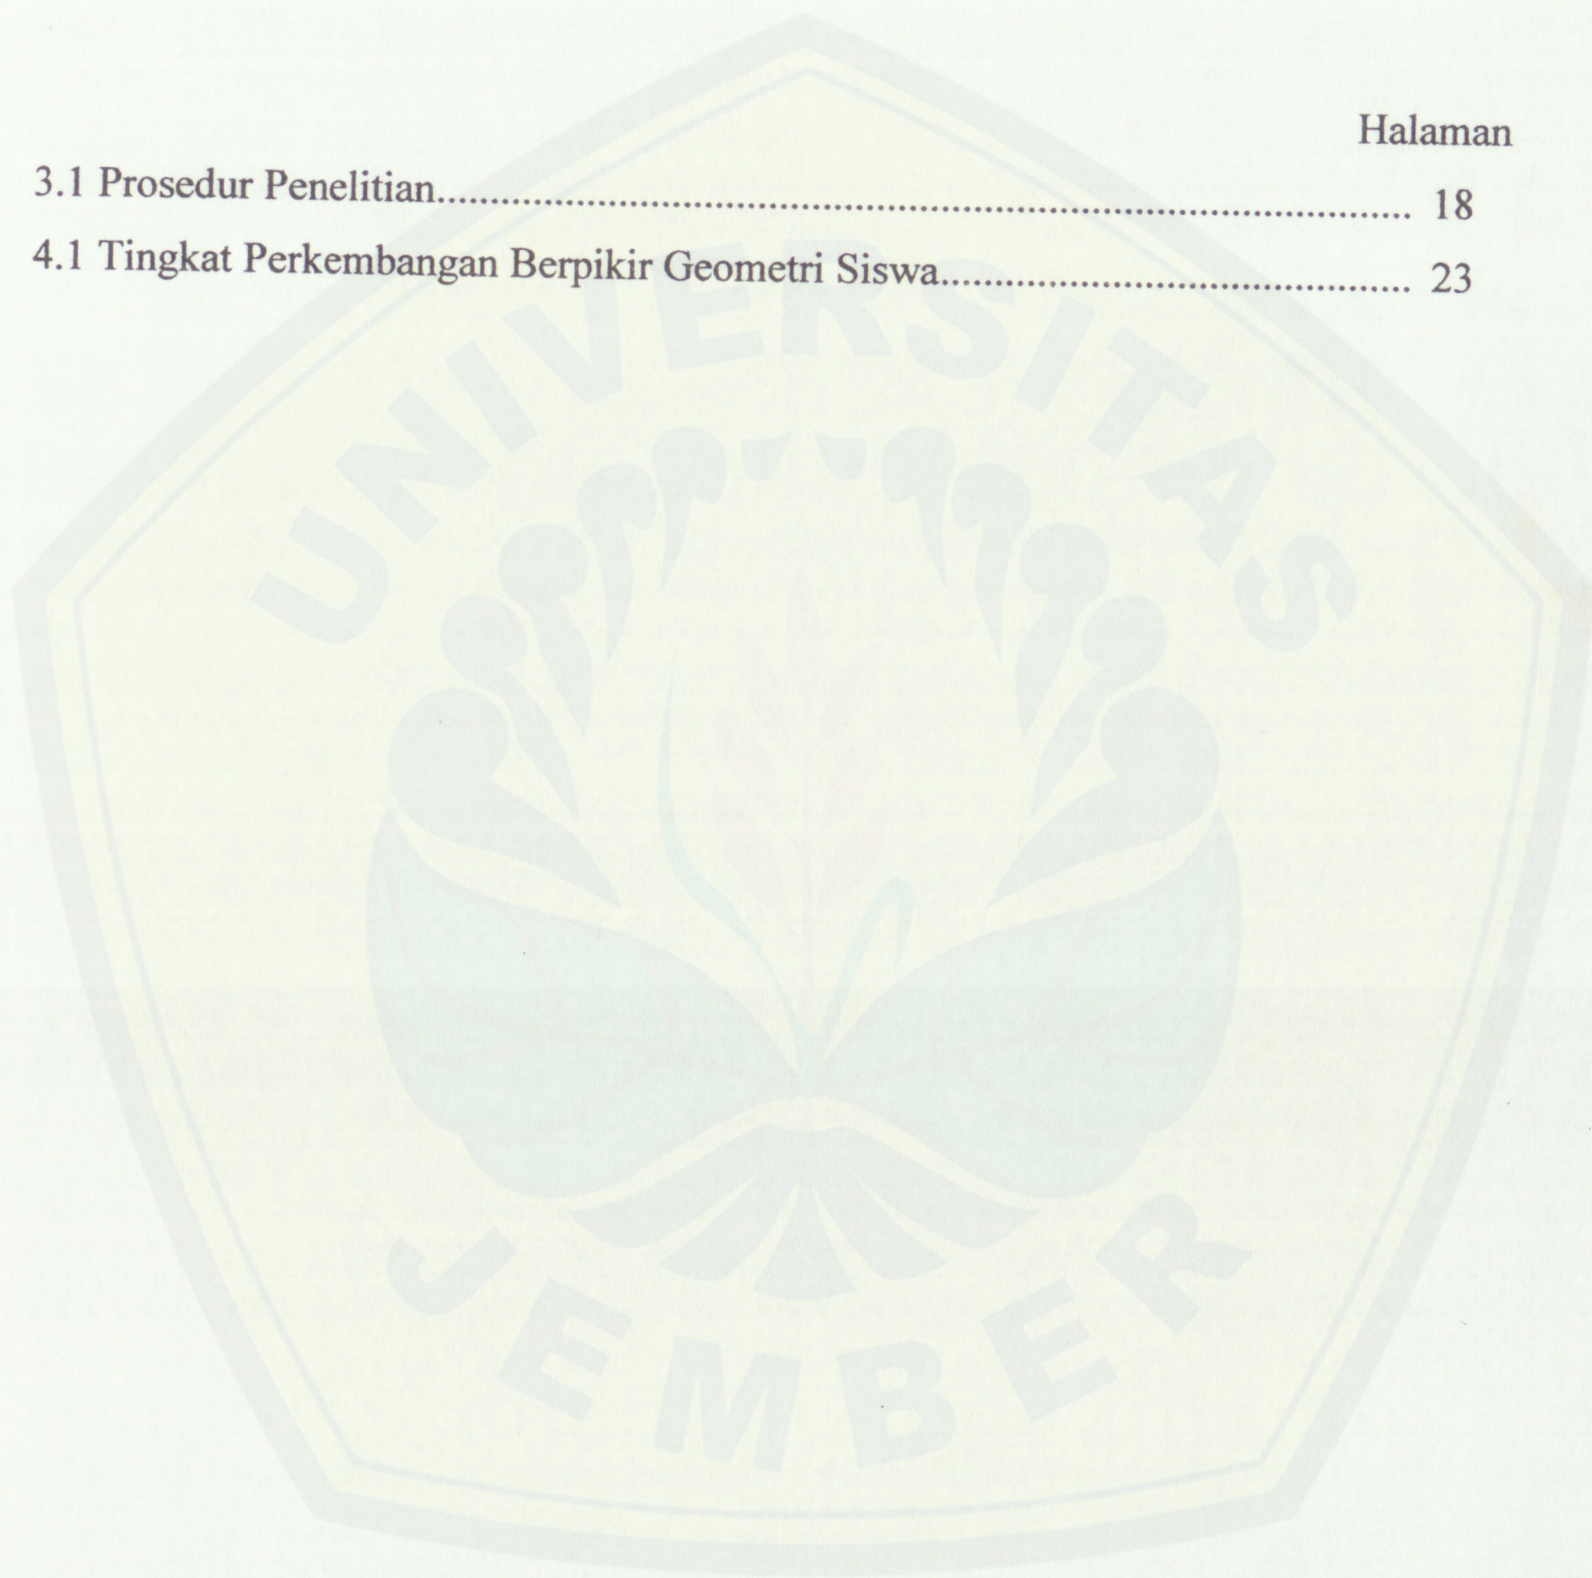 Halaman
3.1 Prosedur Penelitian.......................................................................................... 18
4.1 Tingkat Perkembangan Berpikir Geometri Siswa............................................ 23
UNIVERSITAS
JEMBER